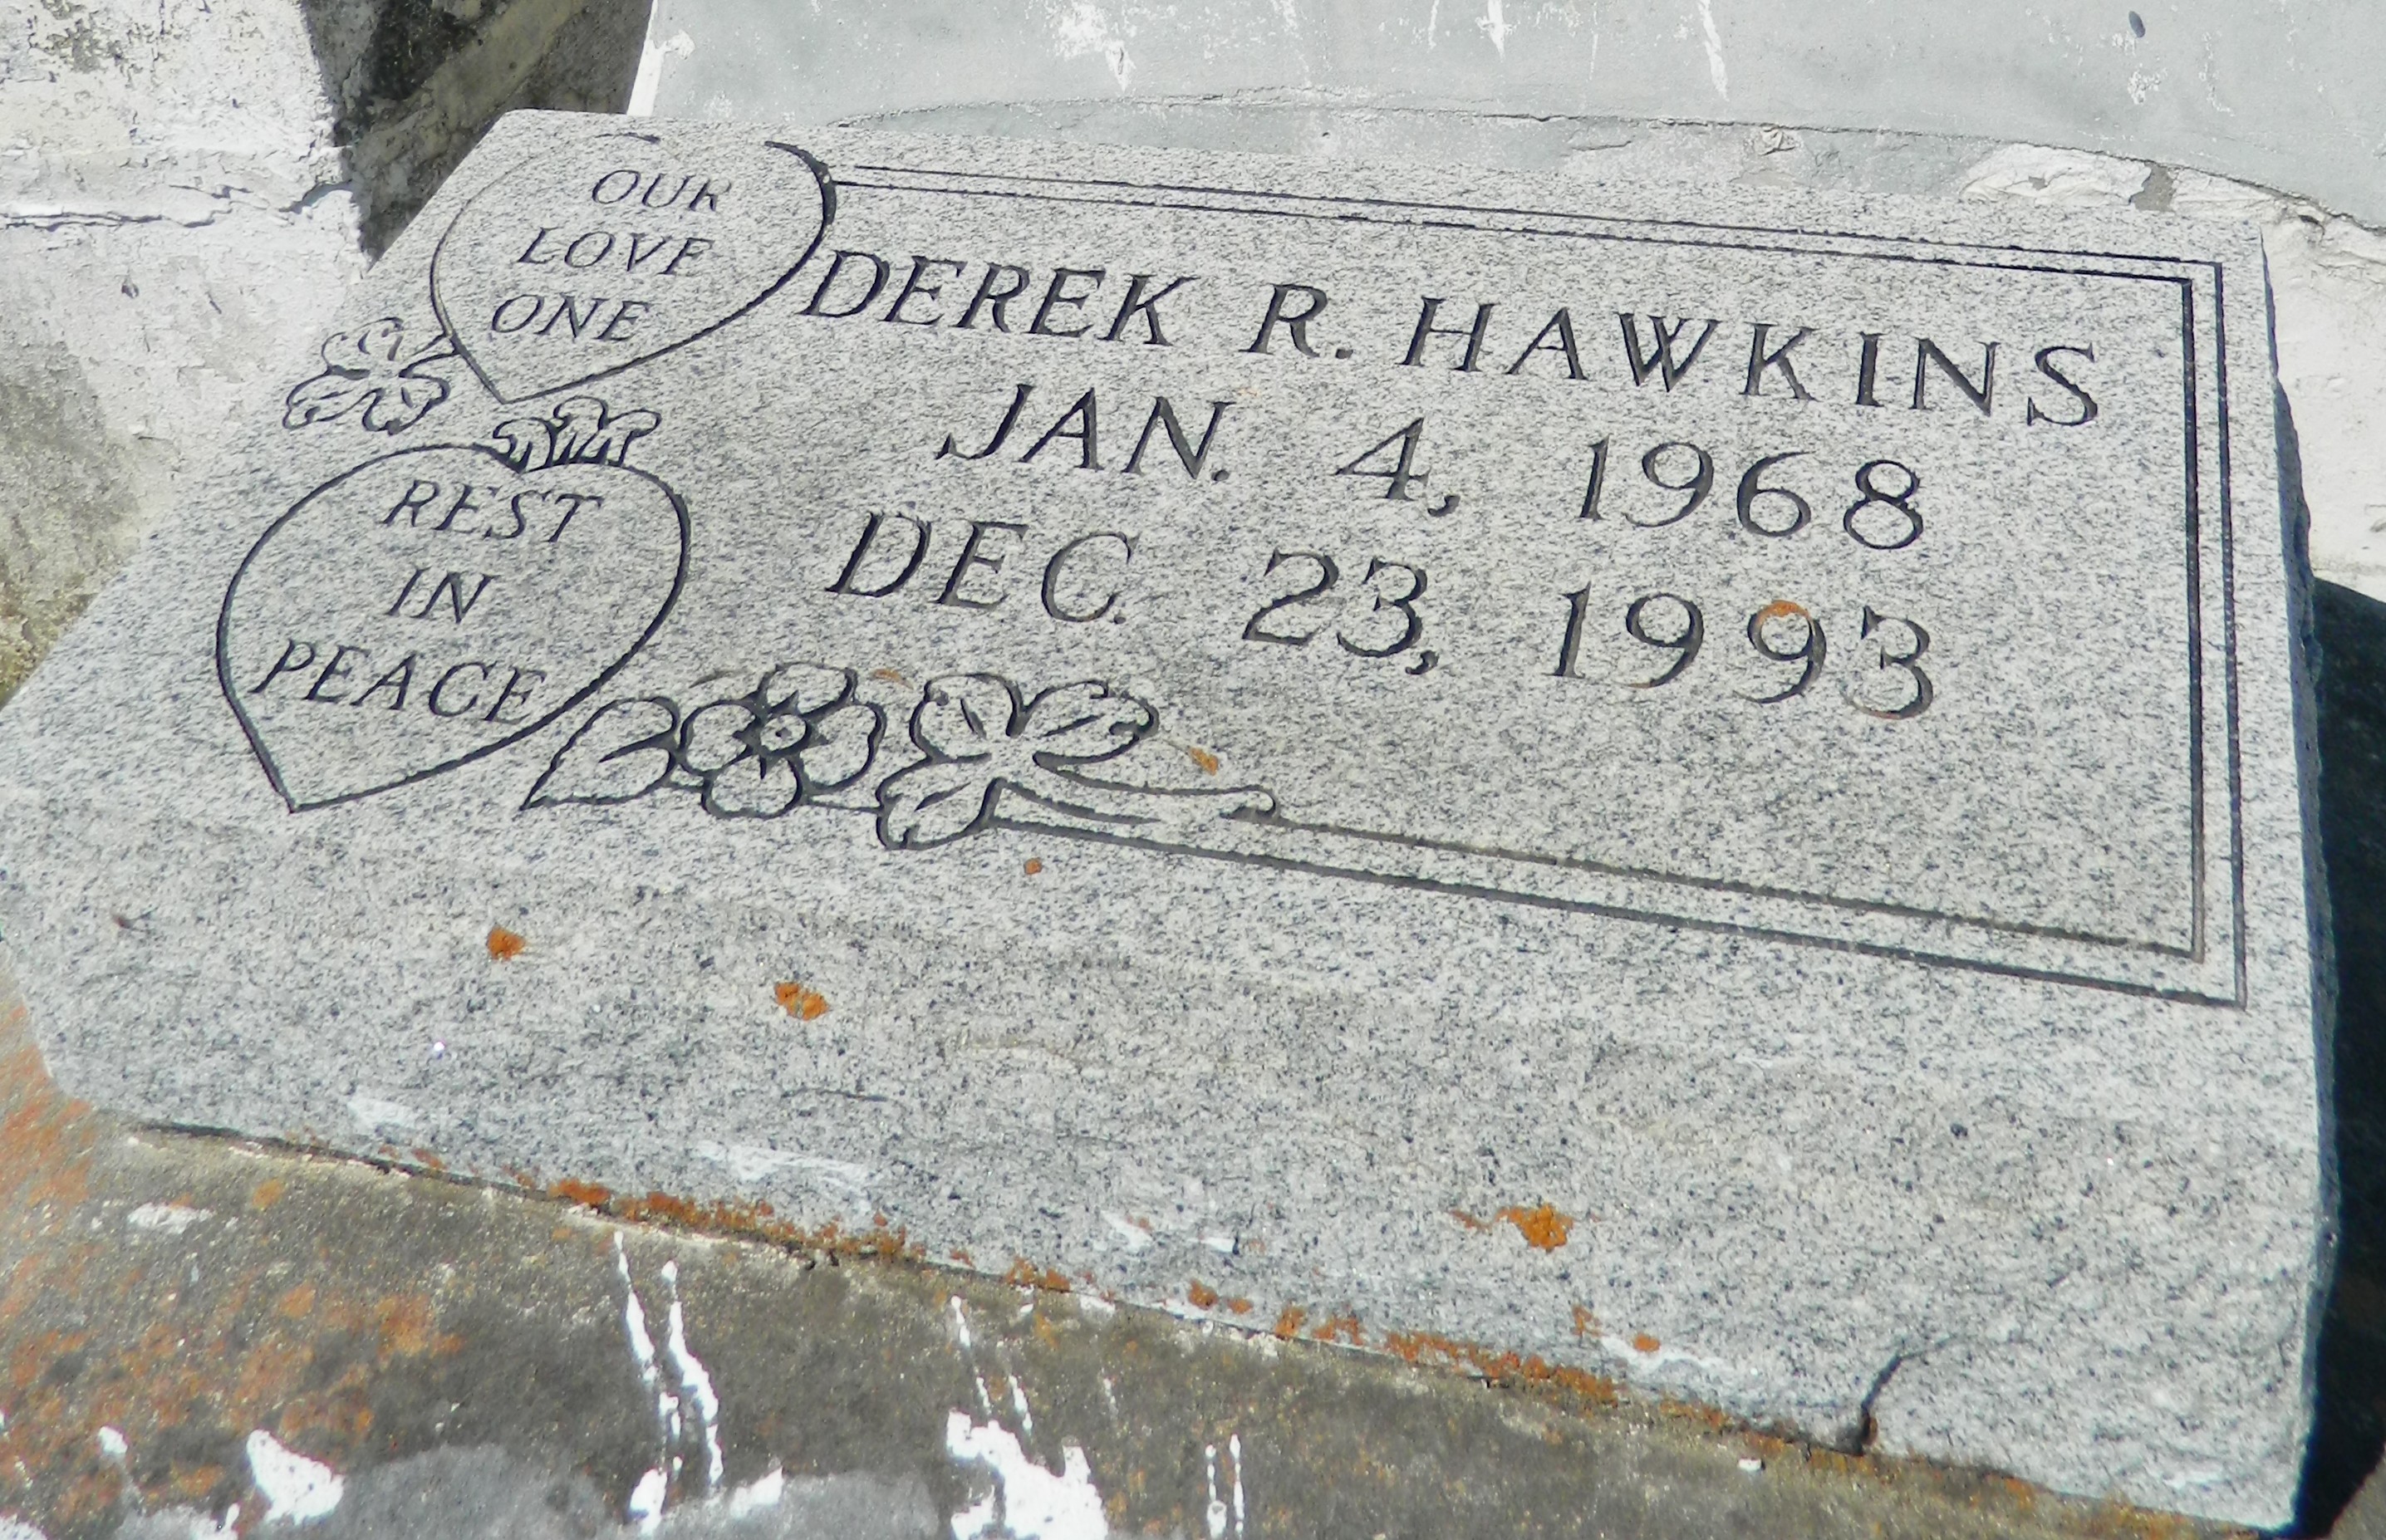 OUR
LOVE
ONE
REST
IN
PEACE
DEREK R. HAWKINS
JAN. 4, 1968
DEC. 23, 1993